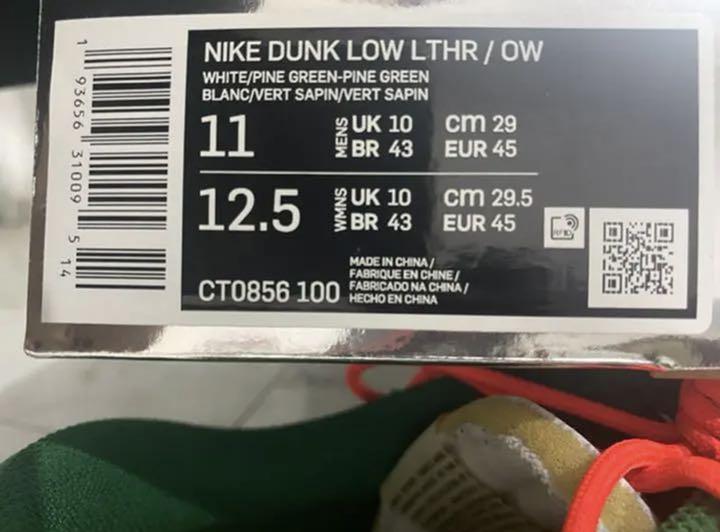 NIKE DUNK LOW LTHR / OW
WHITE/PINE GREEN-PINE GREEN
BLANC/VERT SAPIN/VERT SAPIN
11
MENS
UK 10
cm 29
BR 43
EUR 45
12.5
WMNS
UK 10
cm 29.5
BR 43
EUR 45
RFID
CT0856 100
MADE IN CHINA /
FABRIQUE EN CHINE /
FABRICADO NA CHINA /
HECHO EN CHINA
1 93656 31009 5 14